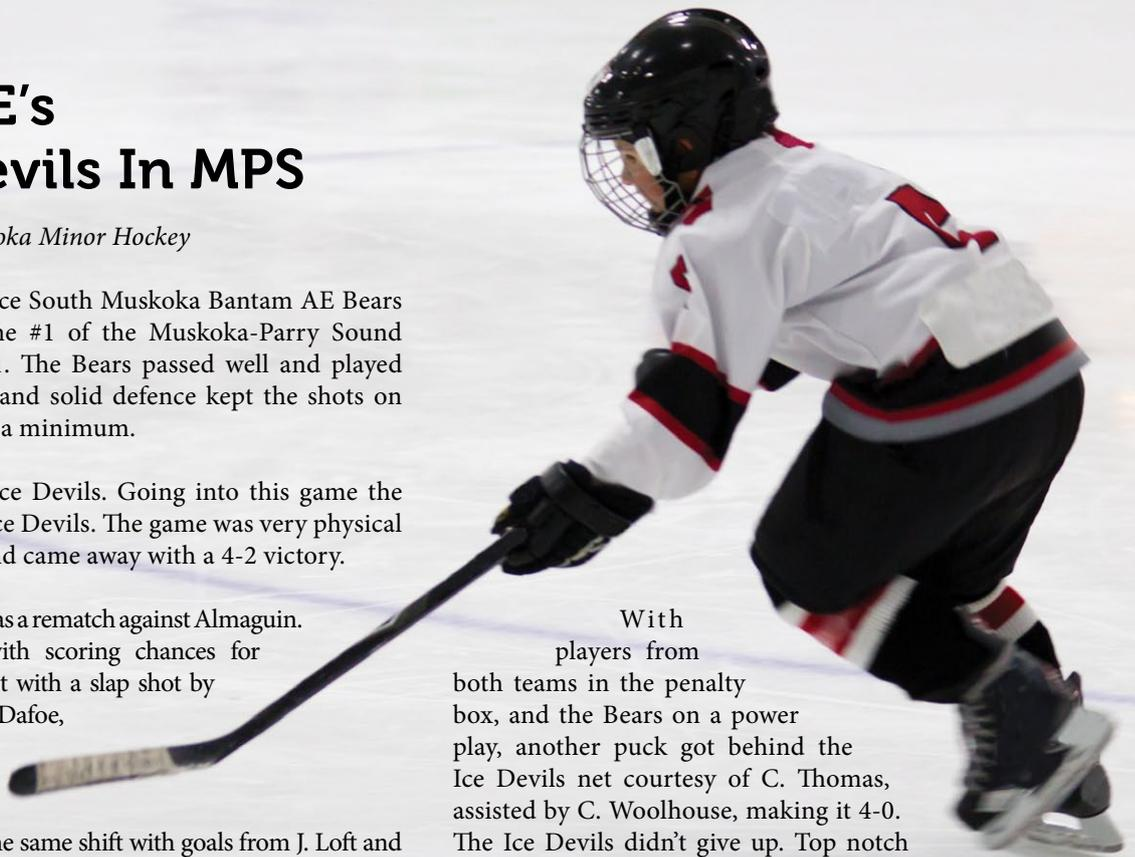 E's
evils In MPS
oka Minor Hockey
ce South Muskoka Bantam AE Bears
ne #1 of the Muskoka-Parry Sound
. The Bears passed well and played
and solid defence kept the shots on
a minimum.
ce Devils. Going into this game the
ce Devils. The game was very physical
nd came away with a 4-2 victory.
as a rematch against Almaguin.
with scoring chances for
t with a slap shot by
Dafoe,
ne same shift with goals from J. Loft and
With
players from
both teams in the penalty
box, and the Bears on a power
play, another puck got behind the
Ice Devils net courtesy of C. Thomas,
assisted by C. Woolhouse, making it 4-0.
The Ice Devils didn't give up. Top notch